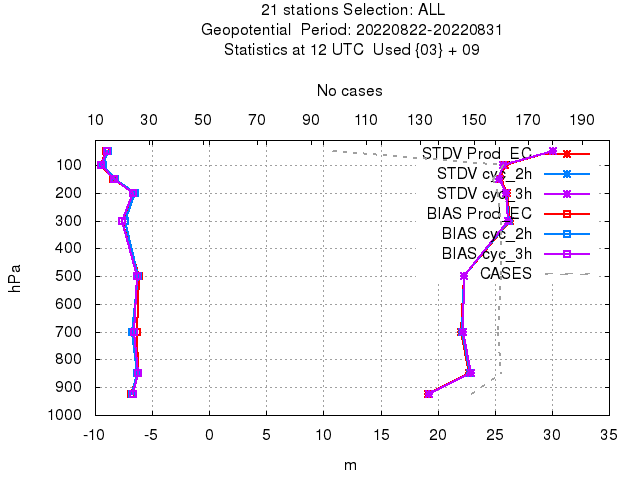 21 stations Selection: ALL
Geopotential  Period: 20220822-20220831
Statistics at 12 UTC  Used {03} + 09
No cases
10 30 50 70 90 110 130 150 170 190
STDV Prod_EC
STDV cyc_2h
STDV cyc_3h
BIAS Prod_EC
BIAS cyc_2h
BIAS cyc_3h
CASES
hPa
100
200
300
400
500
600
700
800
900
1000
-10 -5 0 5 10 15 20 25 30 35
m